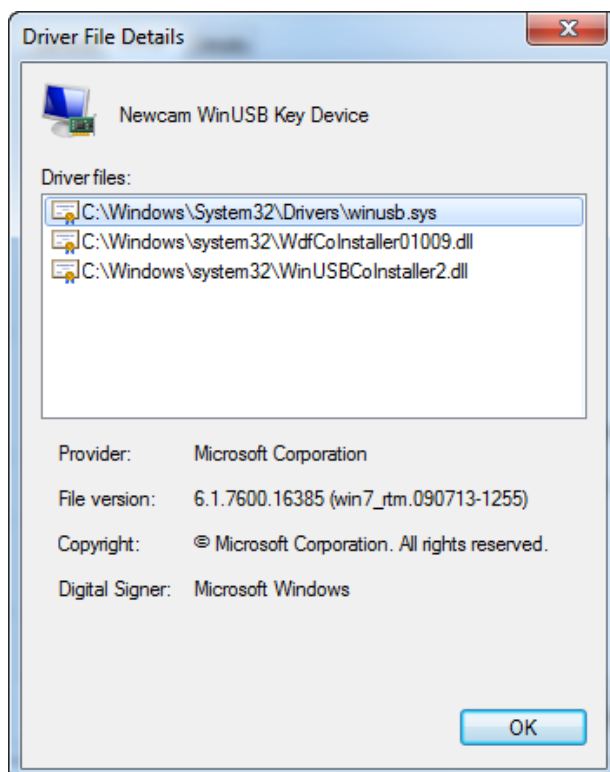 Driver File Details
Newcam WinUSB Key Device
Driver files:
C:\Windows\System32\Drivers\winusb.sys
C:\Windows\system32\WdfCoInstaller01009.dll
C:\Windows\system32\WinUSBCoInstaller2.dll
Provider: Microsoft Corporation
File version: 6.1.7600.16385 (win7_rtm.090713-1255)
Copyright: © Microsoft Corporation. All rights reserved.
Digital Signer: Microsoft Windows
OK